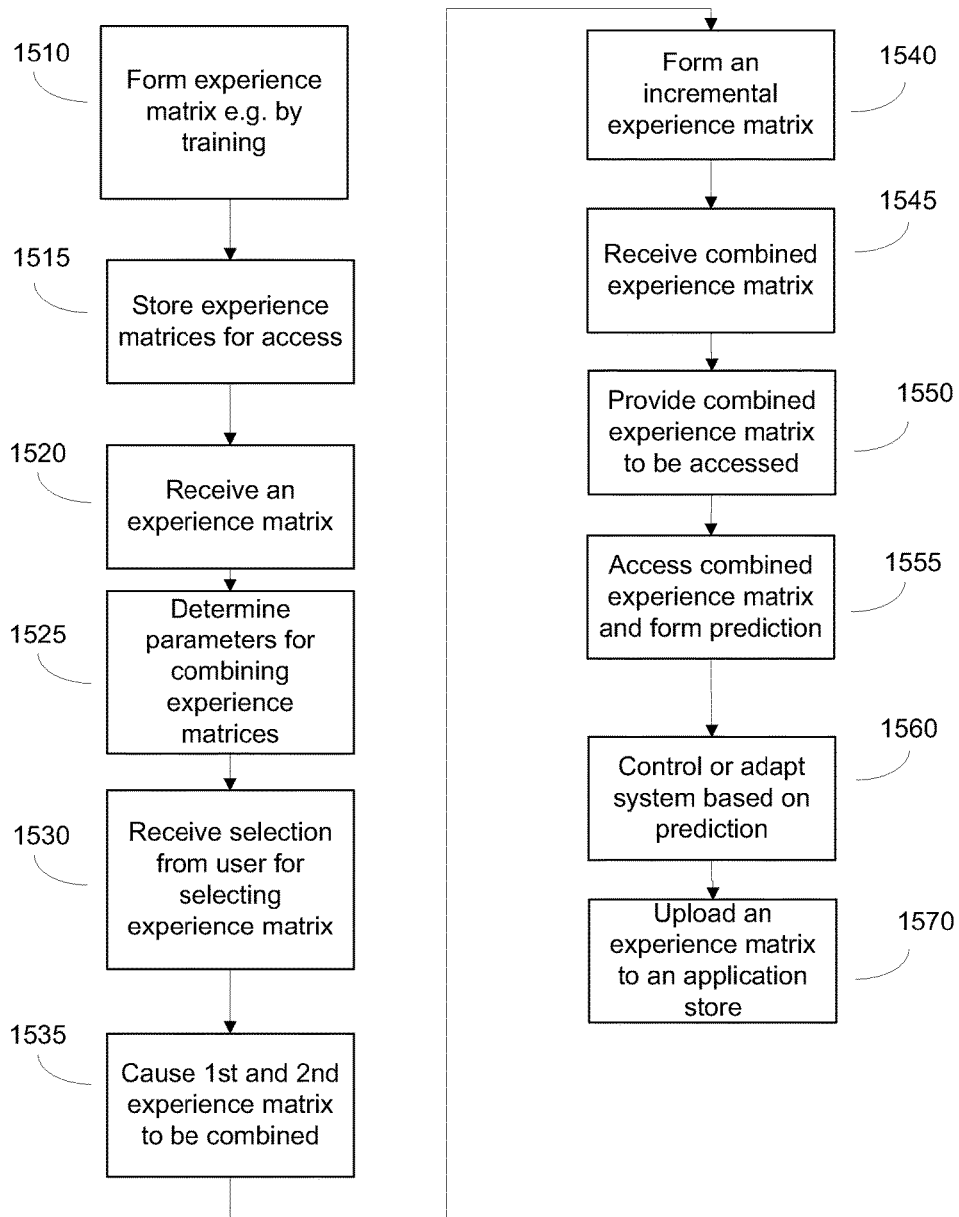 1510
Form experience
matrix e.g. by
training
1515
Store experience
matrices for access
1520
Receive an
experience matrix
1525
Determine
parameters for
combining
experience
matrices
1530
Receive selection
from user for
selecting
experience matrix
1535
Cause 1st and 2nd
experience matrix
to be combined
1540
Form an
incremental
experience matrix
1545
Receive combined
experience matrix
1550
Provide combined
experience matrix
to be accessed
1555
Access combined
experience matrix
and form prediction
1560
Control or adapt
system based on
prediction
1570
Upload an
experience matrix
to an application
store